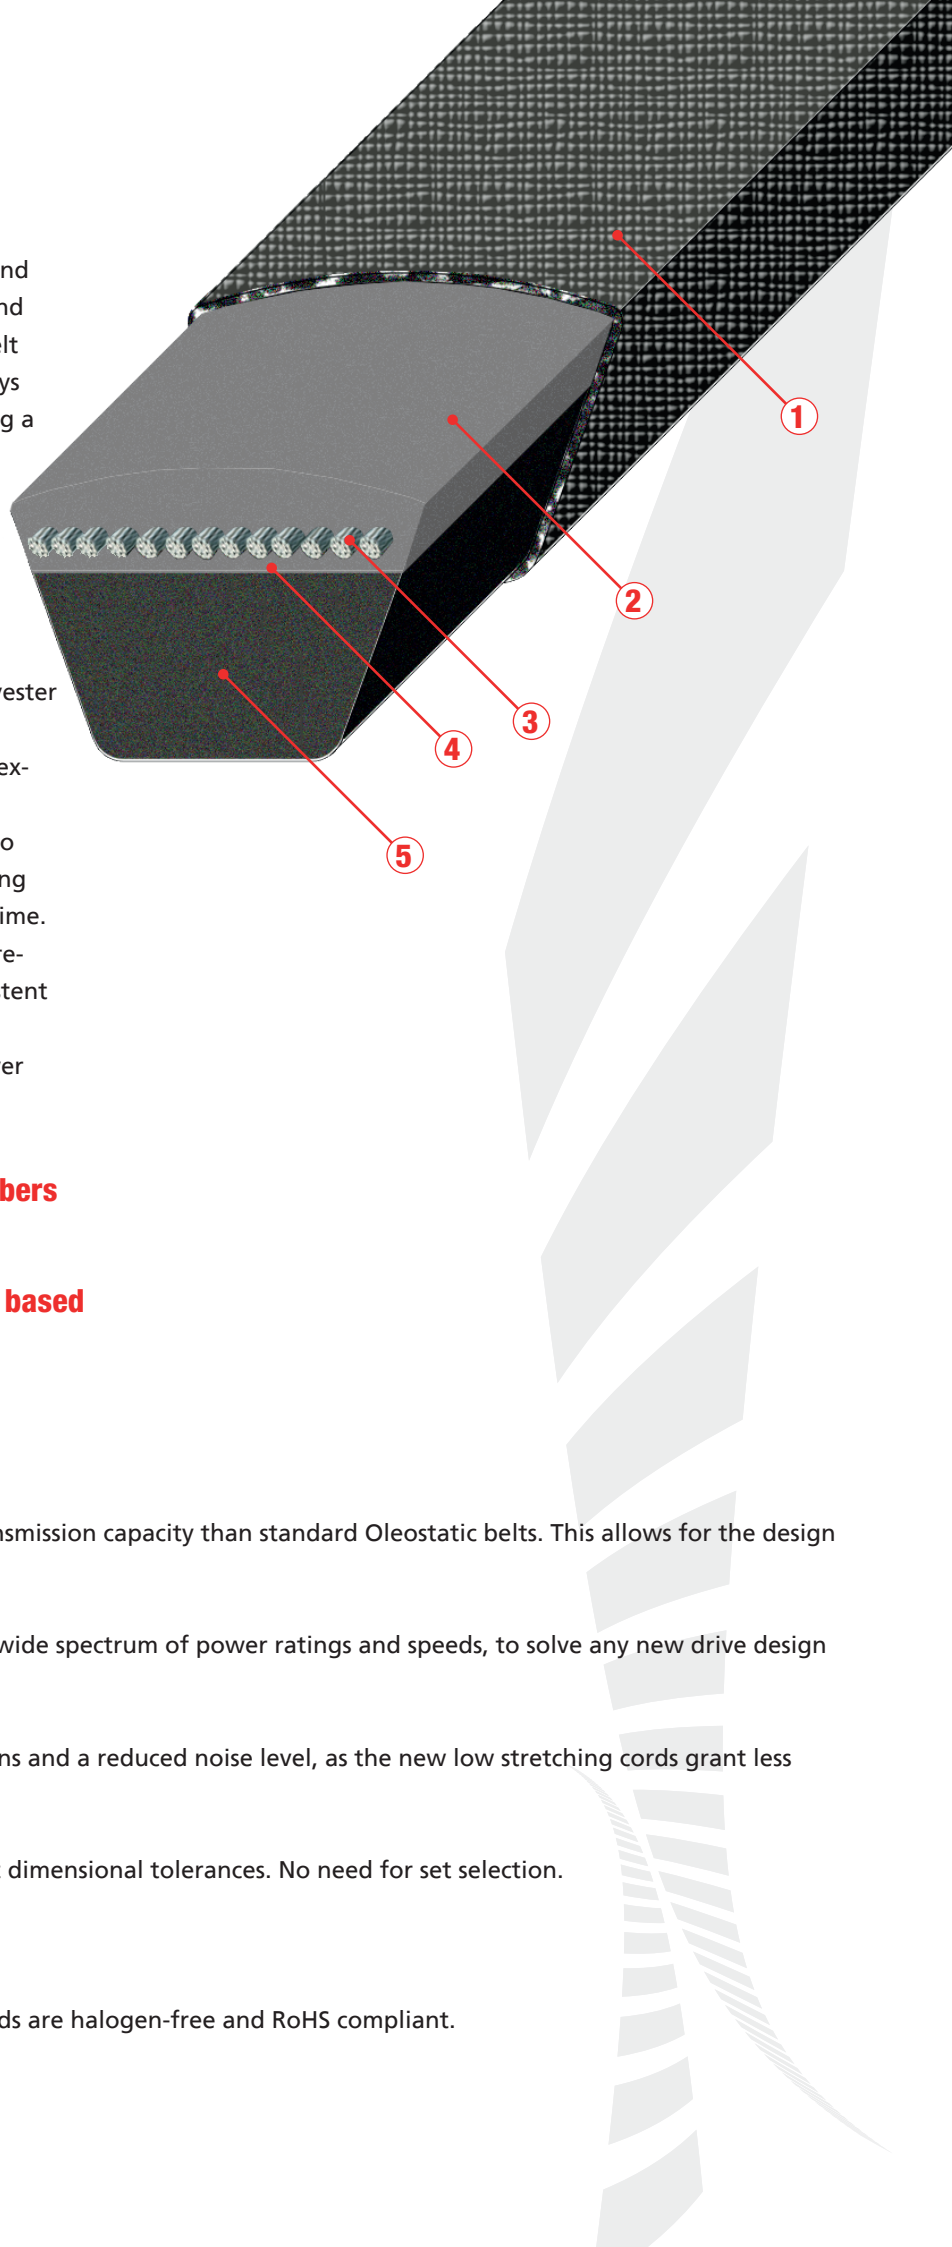 nd
nd
elt
ys
g a
1
2
yester
3
4
ex-
o
5
ng
ime.
re-
stent
er
bers
based
nsmission capacity than standard Oleostatic belts. This allows for the design
wide spectrum of power ratings and speeds, to solve any new drive design
ns and a reduced noise level, as the new low stretching cords grant less
dimensional tolerances. No need for set selection.
ds are halogen-free and RoHS compliant.